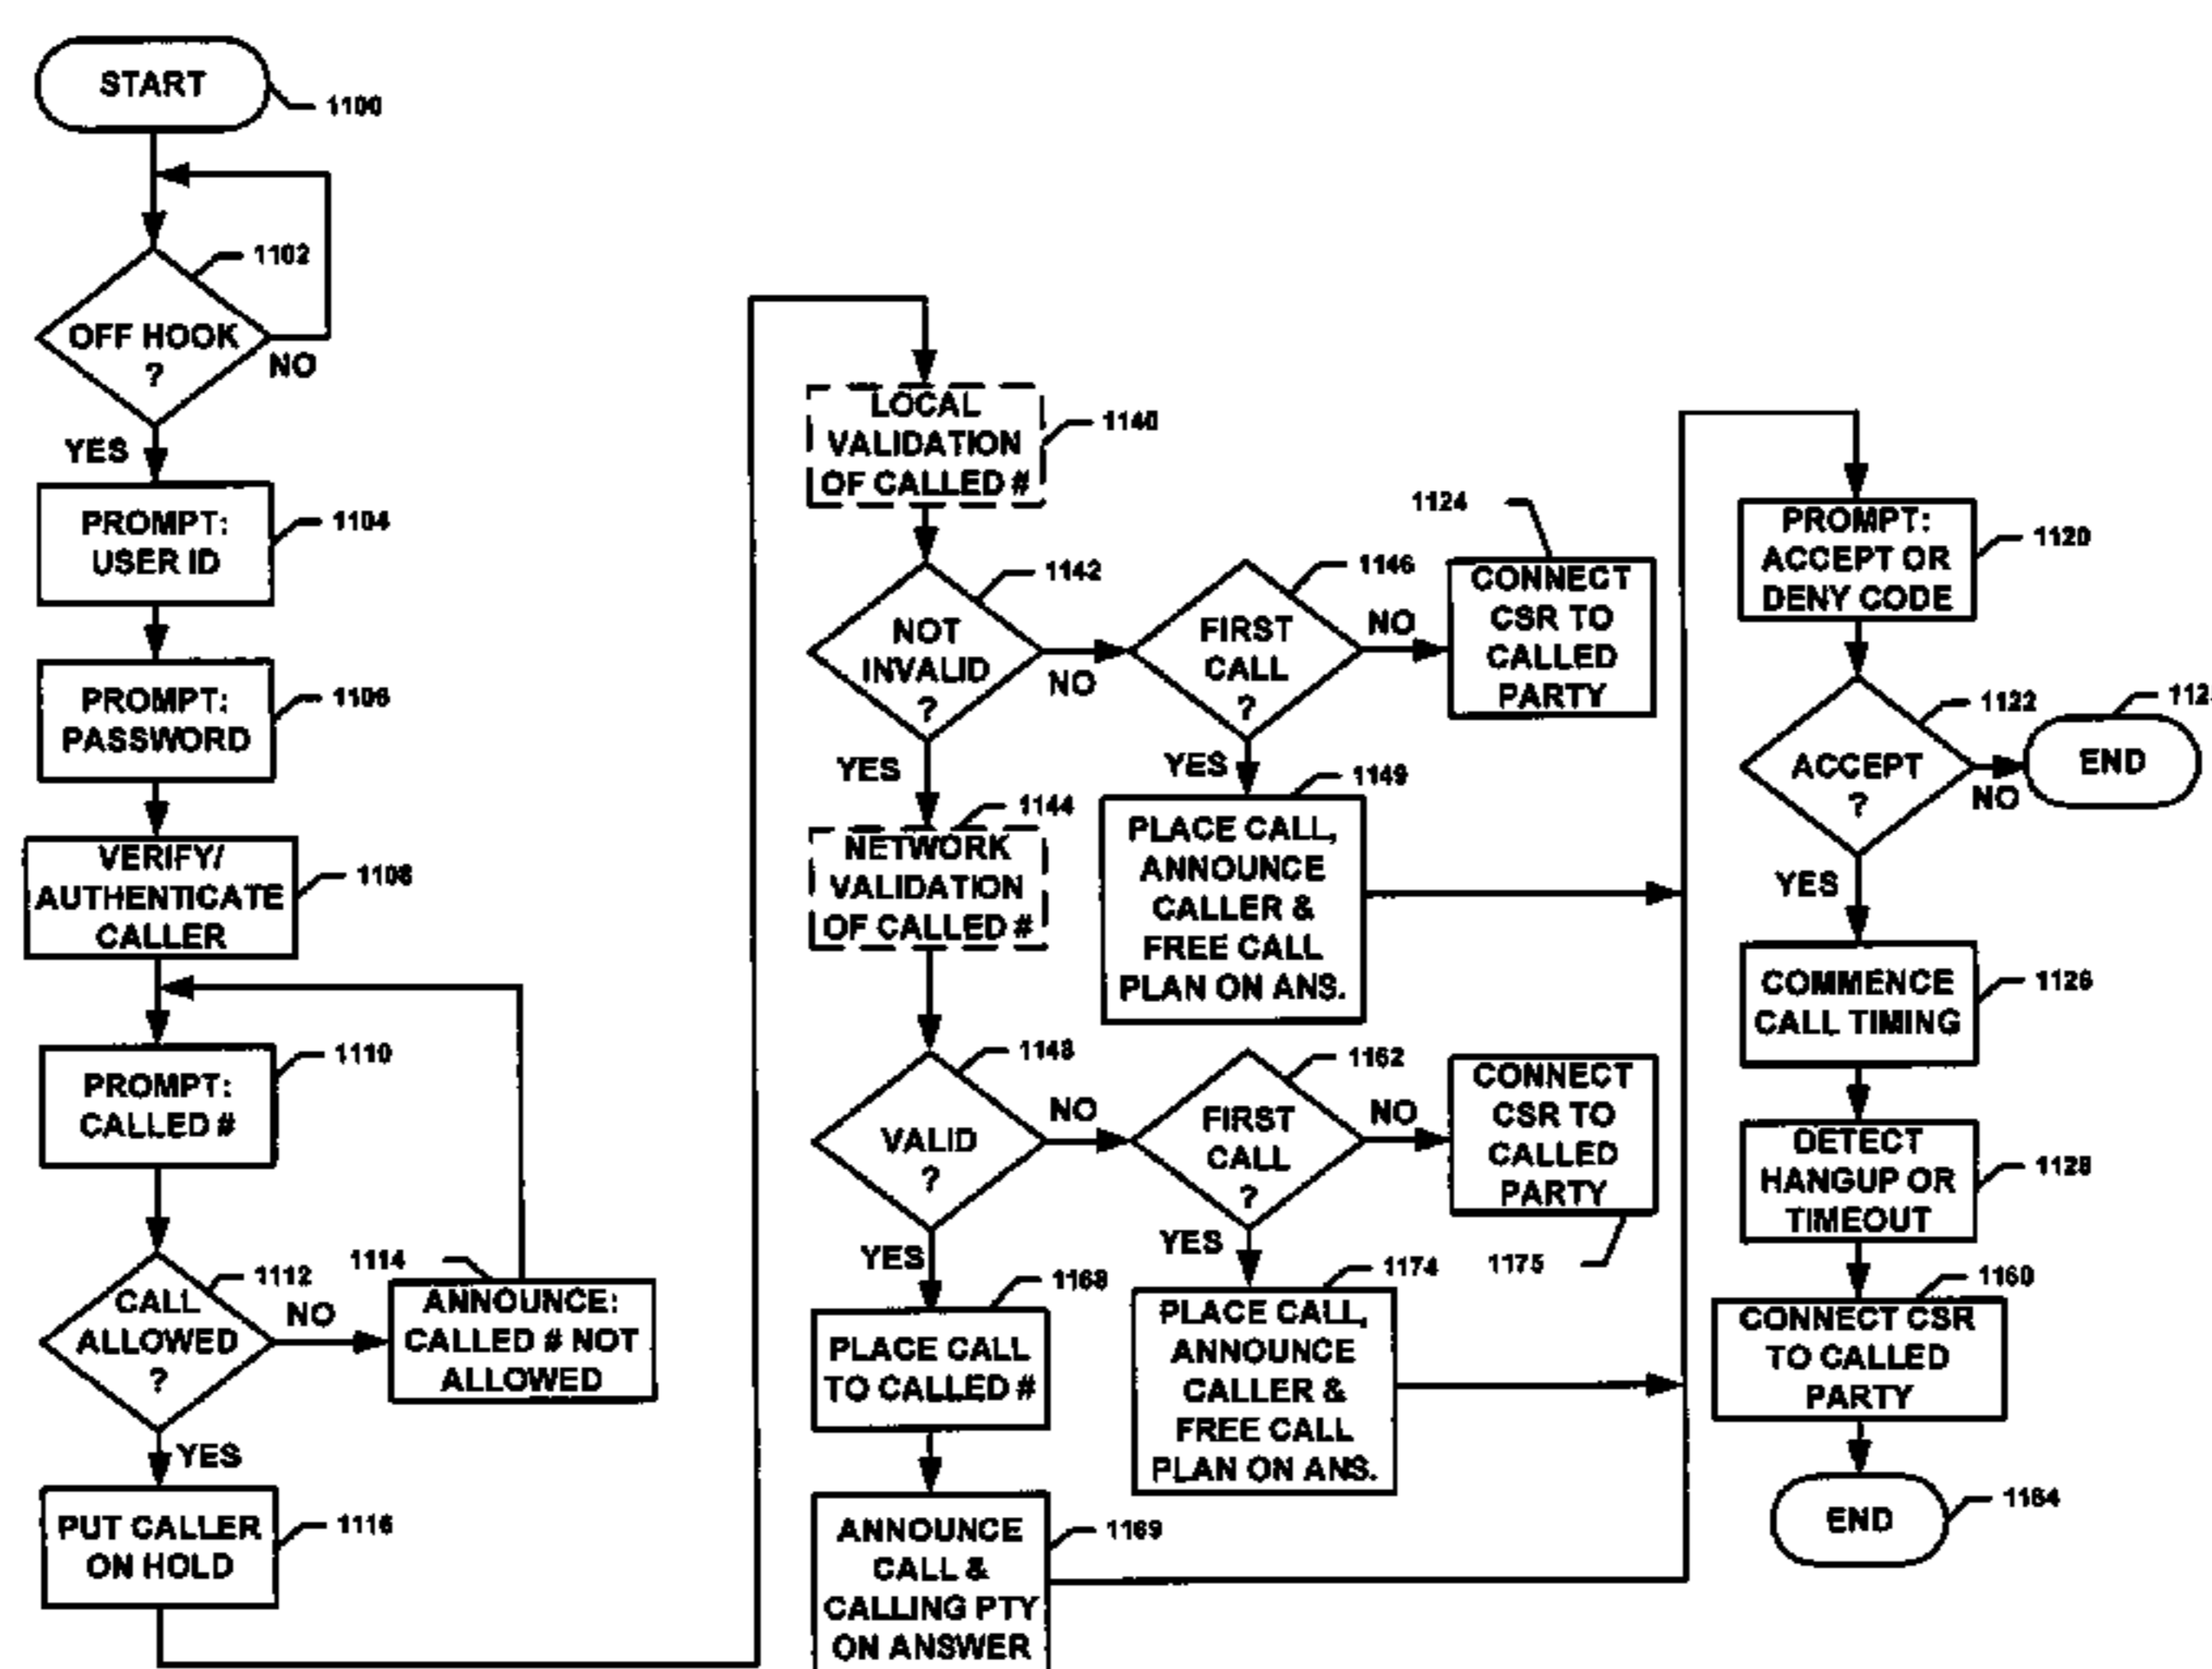 START
1100
1102
OFF HOOK
?
NO
YES
PROMPT:
USER ID
1104
PROMPT:
PASSWORD
1106
VERIFY/
AUTHENTICATE
CALLER
1108
PROMPT:
CALLED #
1110
1112
CALL
ALLOWED
?
NO
1114
ANNOUNCE:
CALLED # NOT
ALLOWED
YES
PUT CALLER
ON HOLD
1116
LOCAL
VALIDATION
OF CALLED #
1140
1142
NOT
INVALID
?
NO
YES
1146
FIRST
CALL
?
NO
YES
1124
CONNECT
CSR TO
CALLED
PARTY
1149
PLACE CALL,
ANNOUNCE
CALLER &
FREE CALL
PLAN ON ANS.
1144
NETWORK
VALIDATION
OF CALLED #
1148
VALID
?
NO
YES
1162
FIRST
CALL
?
NO
YES
CONNECT
CSR TO
CALLED
PARTY
1175
1174
PLACE CALL,
ANNOUNCE
CALLER &
FREE CALL
PLAN ON ANS.
1168
PLACE CALL
TO CALLED #
ANNOUNCE
CALL &
CALLING PTY
ON ANSWER
1169
PROMPT:
ACCEPT OR
DENY CODE
1120
1122
ACCEPT
?
NO
END
YES
COMMENCE
CALL TIMING
1126
DETECT
HANGUP OR
TIMEOUT
1128
1160
CONNECT CSR
TO CALLED
PARTY
END
1164